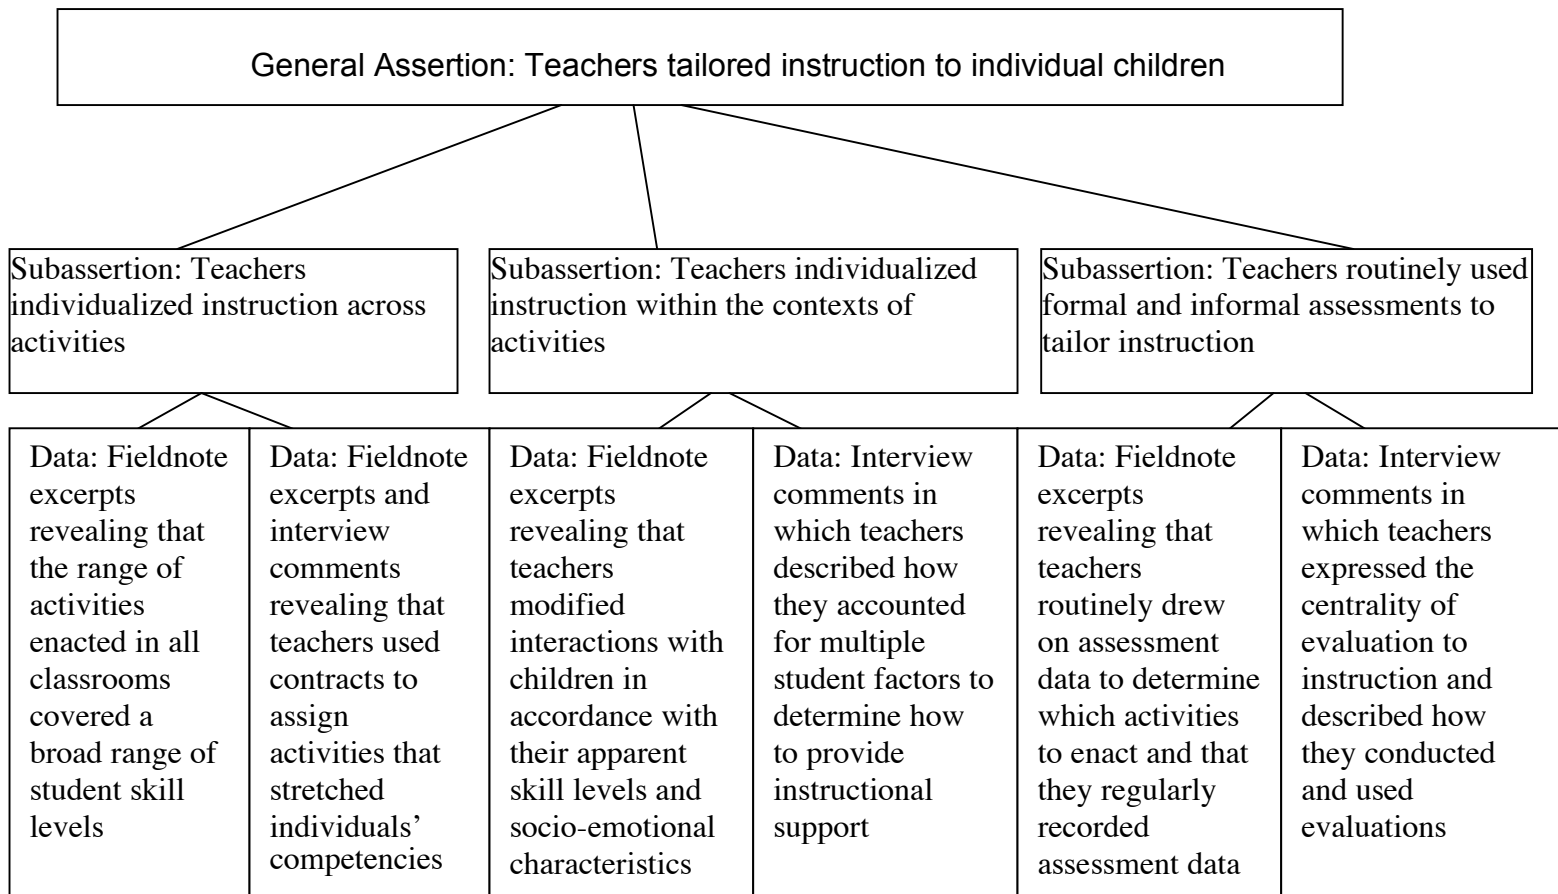 General Assertion: Teachers tailored instruction to individual children
Subassertion: Teachers
individualized instruction across
activities
Subassertion: Teachers individualized
instruction within the contexts of
activities
Subassertion: Teachers routinely used
formal and informal assessments to
tailor instruction
Data: Fieldnote
excerpts
revealing that
the range of
activities
enacted in all
classrooms
covered a
broad range of
student skill
levels
Data: Fieldnote
excerpts and
interview
comments
revealing that
teachers used
contracts to
assign
activities that
stretched
individuals’
competencies
Data: Fieldnote
excerpts
revealing that
teachers
modified
interactions with
children in
accordance with
their apparent
skill levels and
socio-emotional
characteristics
Data: Interview
comments in
which teachers
described how
they accounted
for multiple
student factors to
determine how
to provide
instructional
support
Data: Fieldnote
excerpts
revealing that
teachers
routinely drew
on assessment
data to determine
which activities
to enact and that
they regularly
recorded
assessment data
Data: Interview
comments in
which teachers
expressed the
centrality of
evaluation to
instruction and
described how
they conducted
and used
evaluations